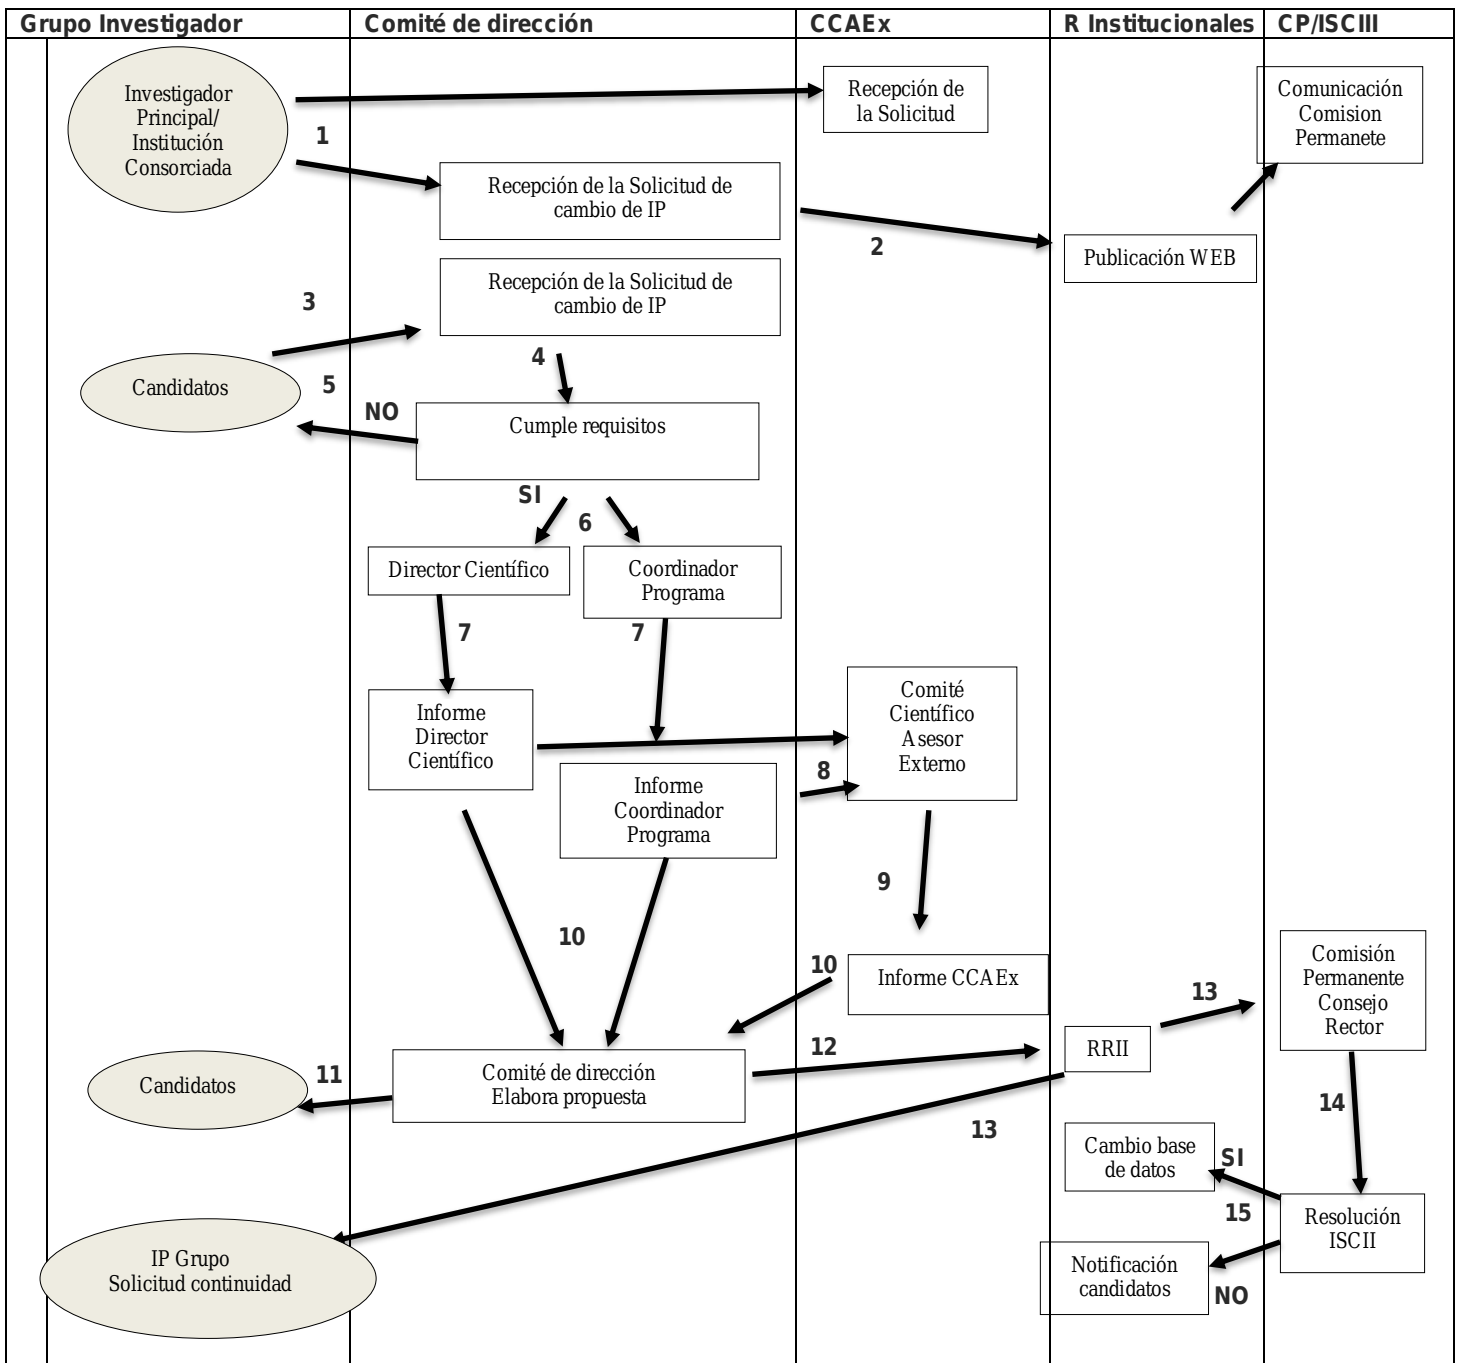 Grupo Investigador
Comité de dirección
CCAEx
R Institucionales
CP/ISCIII
Investigador
Principal/
Institución
Consorciada
1
Recepción de
la Solicitud
Comunicación
Comision
Permanete
Recepción de la Solicitud de
cambio de IP
2
Publicación WEB
Recepción de la Solicitud de
cambio de IP
3
4
Candidatos
5
NO
Cumple requisitos
SI
6
Director Científico
Coordinador
Programa
7
7
Informe
Director
Científico
Comité
Científico
Asesor
Externo
8
Informe
Coordinador
Programa
9
10
10
Informe CCAEx
13
Comisión
Permanente
Consejo
Rector
12
RRII
Candidatos
11
Comité de dirección
Elabora propuesta
13
14
Cambio base
de datos
SI
15
Resolución
ISCII
IP Grupo
Solicitud continuidad
Notificación
candidatos
NO